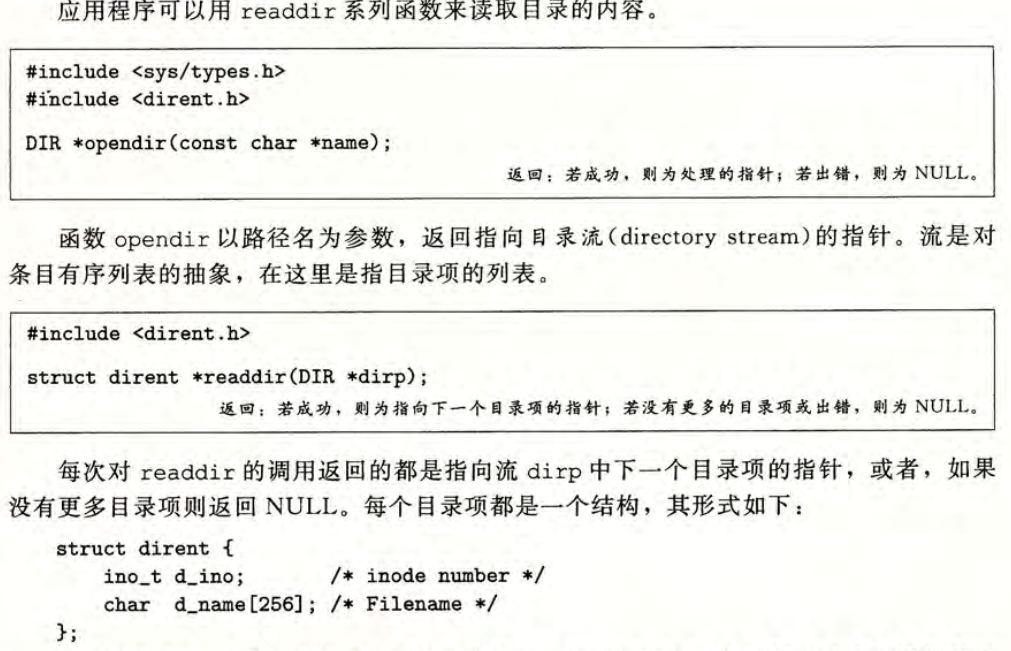 应用程序可以用 readdir 系列函数来读取目录的内容。
#include <sys/types.h>
#include <dirent.h>
DIR *opendir(const char *name);
返回：若成功，则为处理的指针；若出错，则为 NULL。
函数 opendir 以路径名为参数，返回指向目录流(directory stream)的指针。流是对
条目有序列表的抽象，在这里是指目录项的列表。
#include <dirent.h>
struct dirent *readdir(DIR *dirp);
返回：若成功，则为指向下一个目录项的指针；若没有更多的目录项或出错，则为 NULL。
每次对 readdir 的调用返回的都是指向流 dirp 中下一个目录项的指针，或者，如果
没有更多目录项则返回 NULL。每个目录项都是一个结构，其形式如下：
struct dirent {
ino_t d_ino; /* inode number */
char d_name[256]; /* Filename */
};